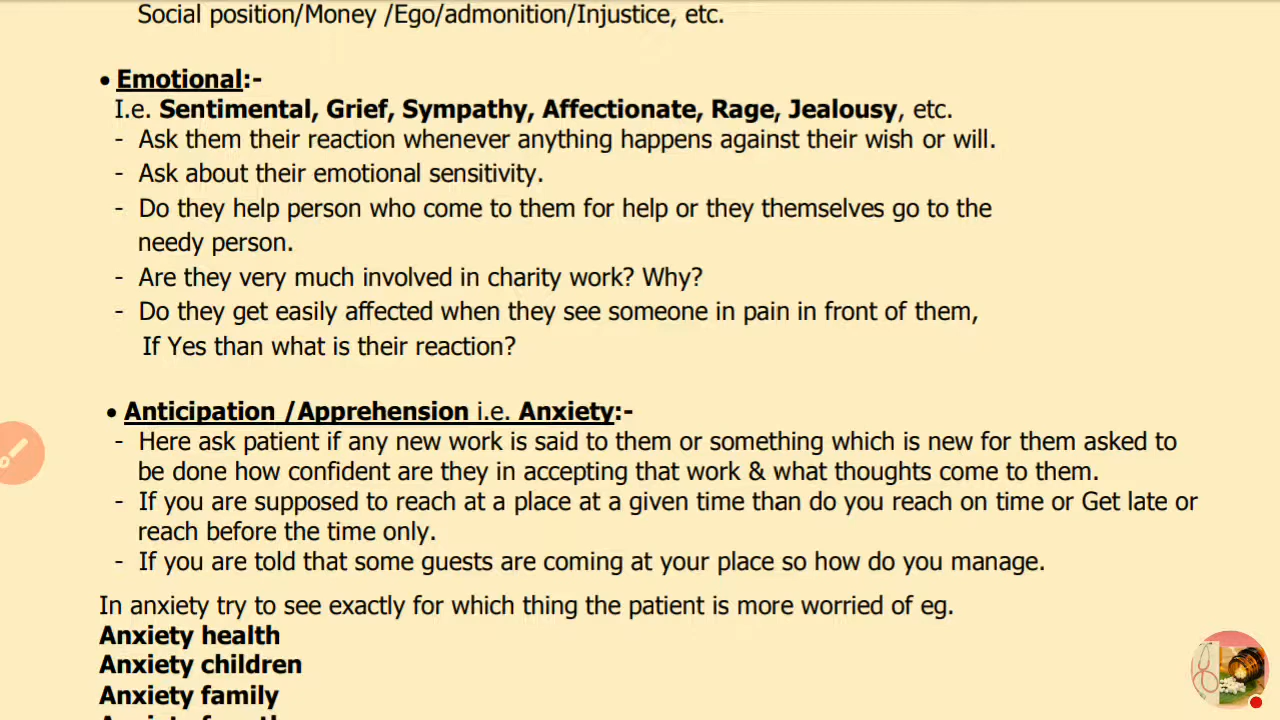 Social position/Money /Ego/admonition/Injustice, etc.
• Emotional:-
I.e. Sentimental, Grief, Sympathy, Affectionate, Rage, Jealousy, etc.
- Ask them their reaction whenever anything happens against their wish or will.
- Ask about their emotional sensitivity.
- Do they help person who come to them for help or they themselves go to the
needy person.
- Are they very much involved in charity work? Why?
- Do they get easily affected when they see someone in pain in front of them,
If Yes than what is their reaction?
• Anticipation /Apprehension i.e. Anxiety:-
- Here ask patient if any new work is said to them or something which is new for them asked to
be done how confident are they in accepting that work & what thoughts come to them.
- If you are supposed to reach at a place at a given time than do you reach on time or Get late or
reach before the time only.
- If you are told that some guests are coming at your place so how do you manage.
In anxiety try to see exactly for which thing the patient is more worried of eg.
Anxiety health
Anxiety children
Anxiety family